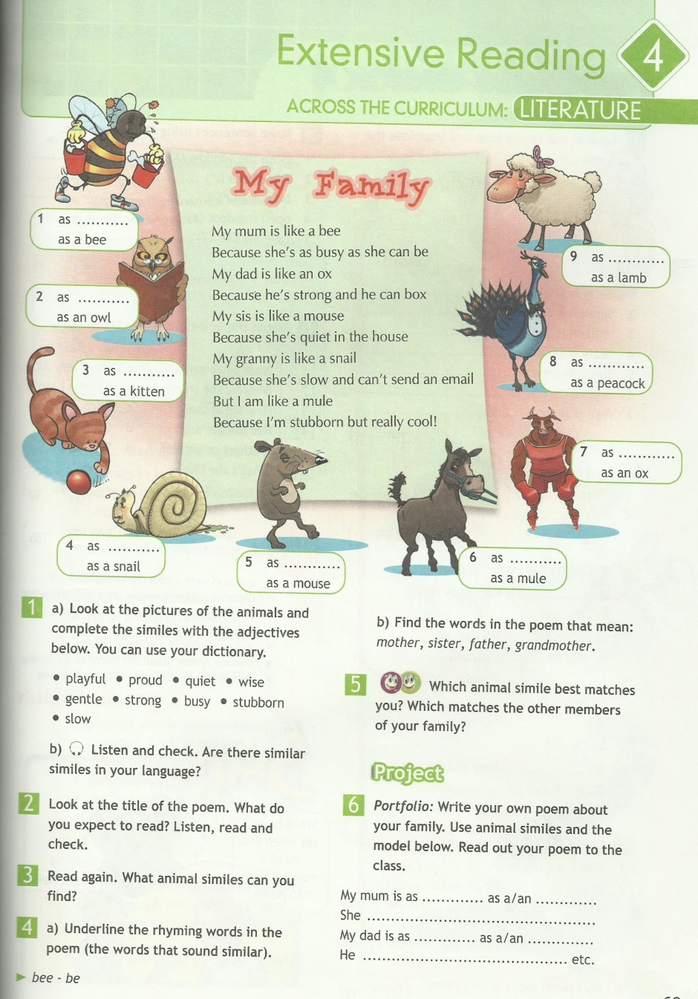 Extensive Reading 4
ACROSS THE CURRICULUM: LITERATURE
My Family
My mum is like a bee
Because she's as busy as she can be
My dad is like an ox
Because he's strong and he can box
My sis is like a mouse
Because she's quiet in the house
My granny is like a snail
Because she's slow and can't send an email
But I am like a mule
Because I'm stubborn but really cool!
1 as ...........
as a bee
2 as ...........
as an owl
3 as ...........
as a kitten
4 as ...........
as a snail
5 as ............
as a mouse
6 as ...........
as a mule
7 as ............
as an ox
8 as ............
as a peacock
9 as ............
as a lamb
1 a) Look at the pictures of the animals and
complete the similes with the adjectives
below. You can use your dictionary.
• playful • proud • quiet • wise
• gentle • strong • busy • stubborn
• slow
b) Listen and check. Are there similar
similes in your language?
2 Look at the title of the poem. What do
you expect to read? Listen, read and
check.
3 Read again. What animal similes can you
find?
4 a) Underline the rhyming words in the
poem (the words that sound similar).
bee - be
b) Find the words in the poem that mean:
mother, sister, father, grandmother.
5 Which animal simile best matches
you? Which matches the other members
of your family?
Project
6 Portfolio: Write your own poem about
your family. Use animal similes and the
model below. Read out your poem to the
class.
My mum is as ............. as a/an .............
She .................................................
My dad is as ............. as a/an ..............
He ............................................ etc.